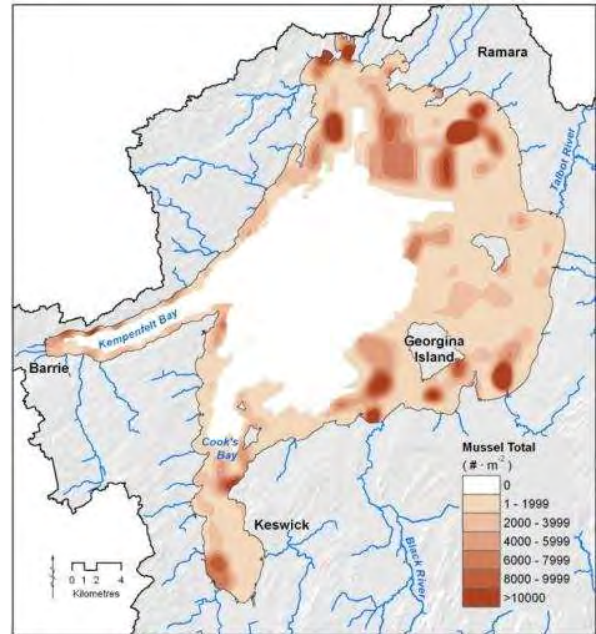 Ramara
Talbot River
Kempenfelt Bay
Barrie
Georgina
Island
Cook's
Bay
Keswick
Black River
Mussel Total
( # · m⁻² )
0
1 - 1999
2000 - 3999
4000 - 5999
6000 - 7999
8000 - 9999
>10000
0 1 2 4
Kilometres